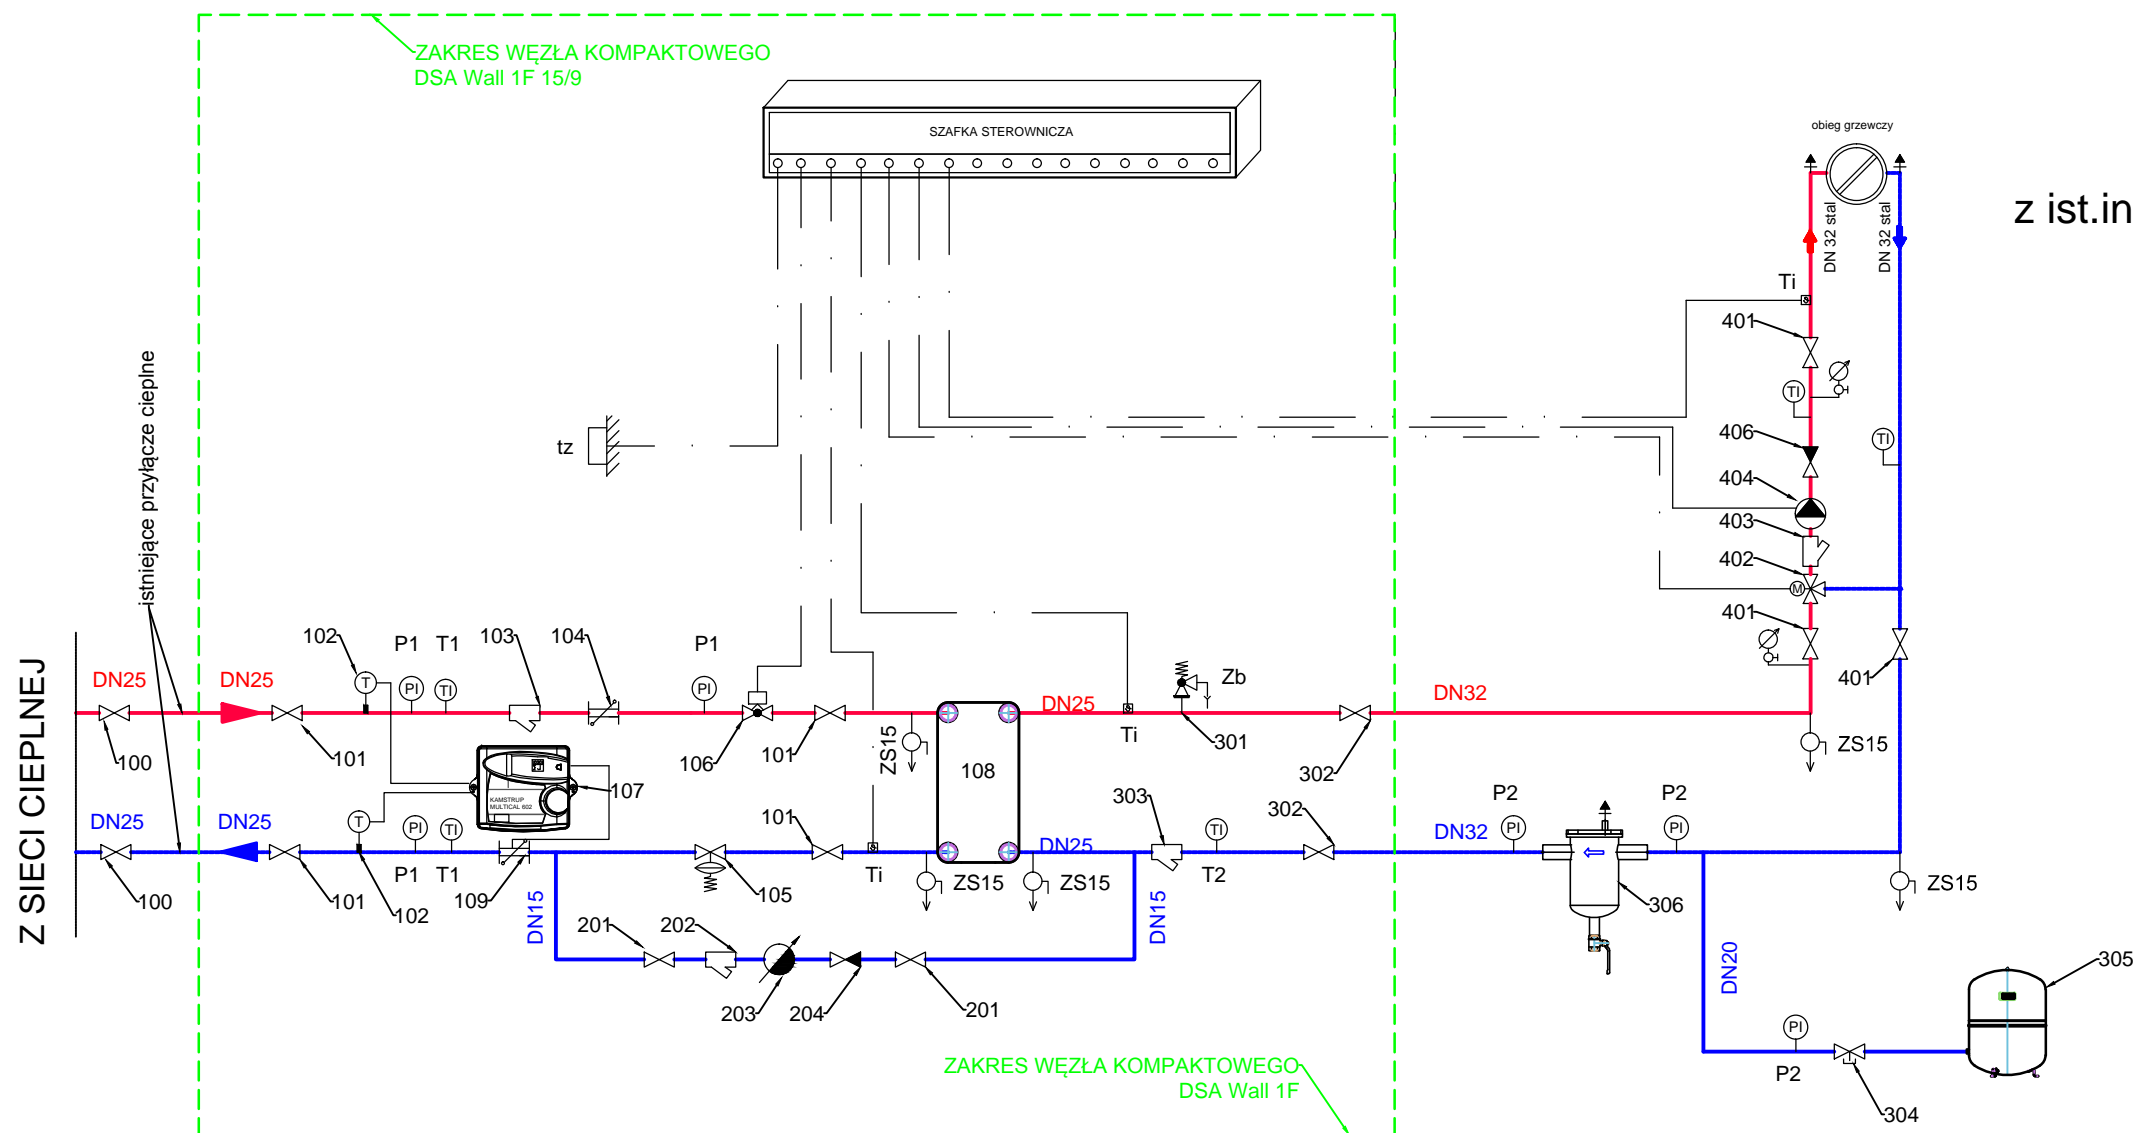 ZAKRES WĘZŁA KOMPAKTOWEGO
DSA Wall 1F 15/9
SZAFKA STEROWNICZA
obieg grzewczy
z ist.in
DN 32 stal
DN 32 stal
Ti
401
TI
406
TI
404
403
402
M
401
401
tz
istniejące przyłącze cieplne
Z SIECI CIEPLNEJ
102
P1
T1
103
104
P1
Zb
DN25
DN25
T
PI
TI
PI
DN25
DN32
100
101
106
101
ZS15
108
Ti
301
302
ZS15
KAMSTRUP
MULTICAL 602
107
303
302
P2
P2
DN25
DN25
T
PI
TI
101
DN25
TI
DN32
PI
PI
100
101
102
P1
T1
109
105
Ti
ZS15
ZS15
T2
306
ZS15
DN15
201
202
DN15
203
204
201
DN20
305
PI
P2
304
ZAKRES WĘZŁA KOMPAKTOWEGO
DSA Wall 1F